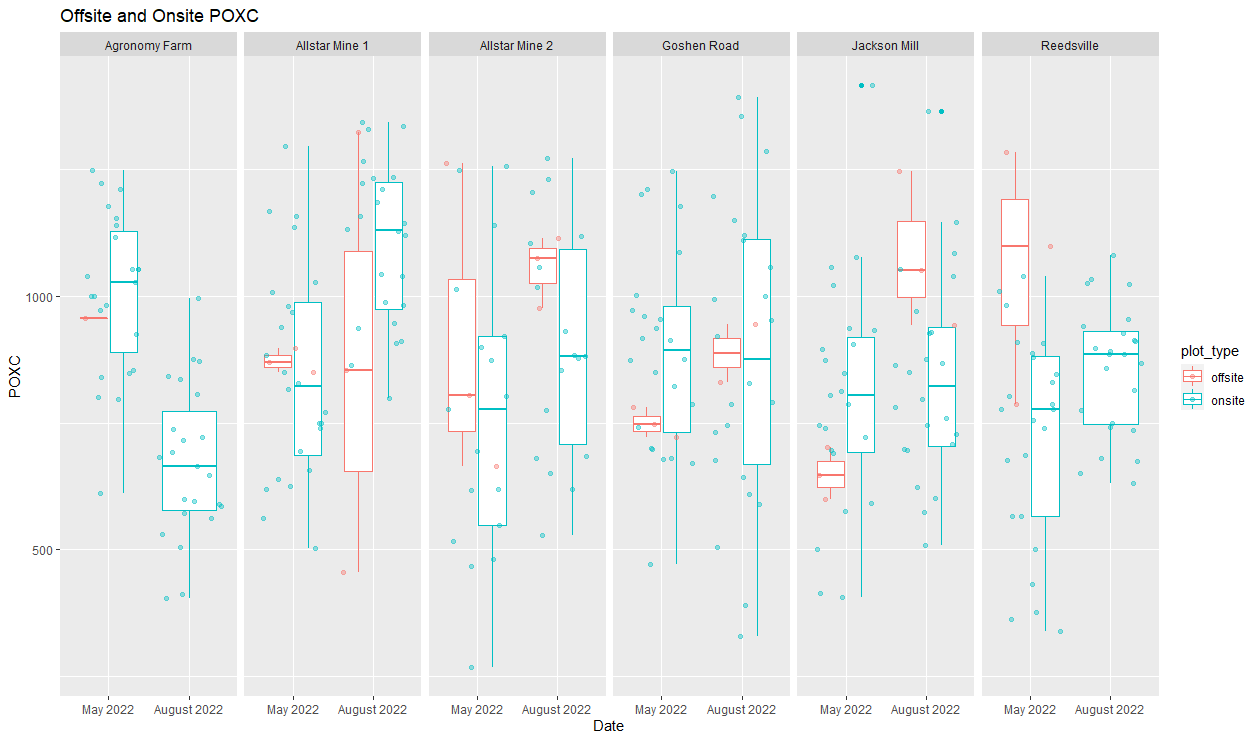 Offsite and Onsite POXC
Agronomy Farm
Allstar Mine 1
Allstar Mine 2
Goshen Road
Jackson Mill
Reedsville
POXC
1000
500
plot_type
offsite
onsite
May 2022
August 2022
May 2022
August 2022
May 2022
August 2022
May 2022
August 2022
May 2022
August 2022
May 2022
August 2022
Date